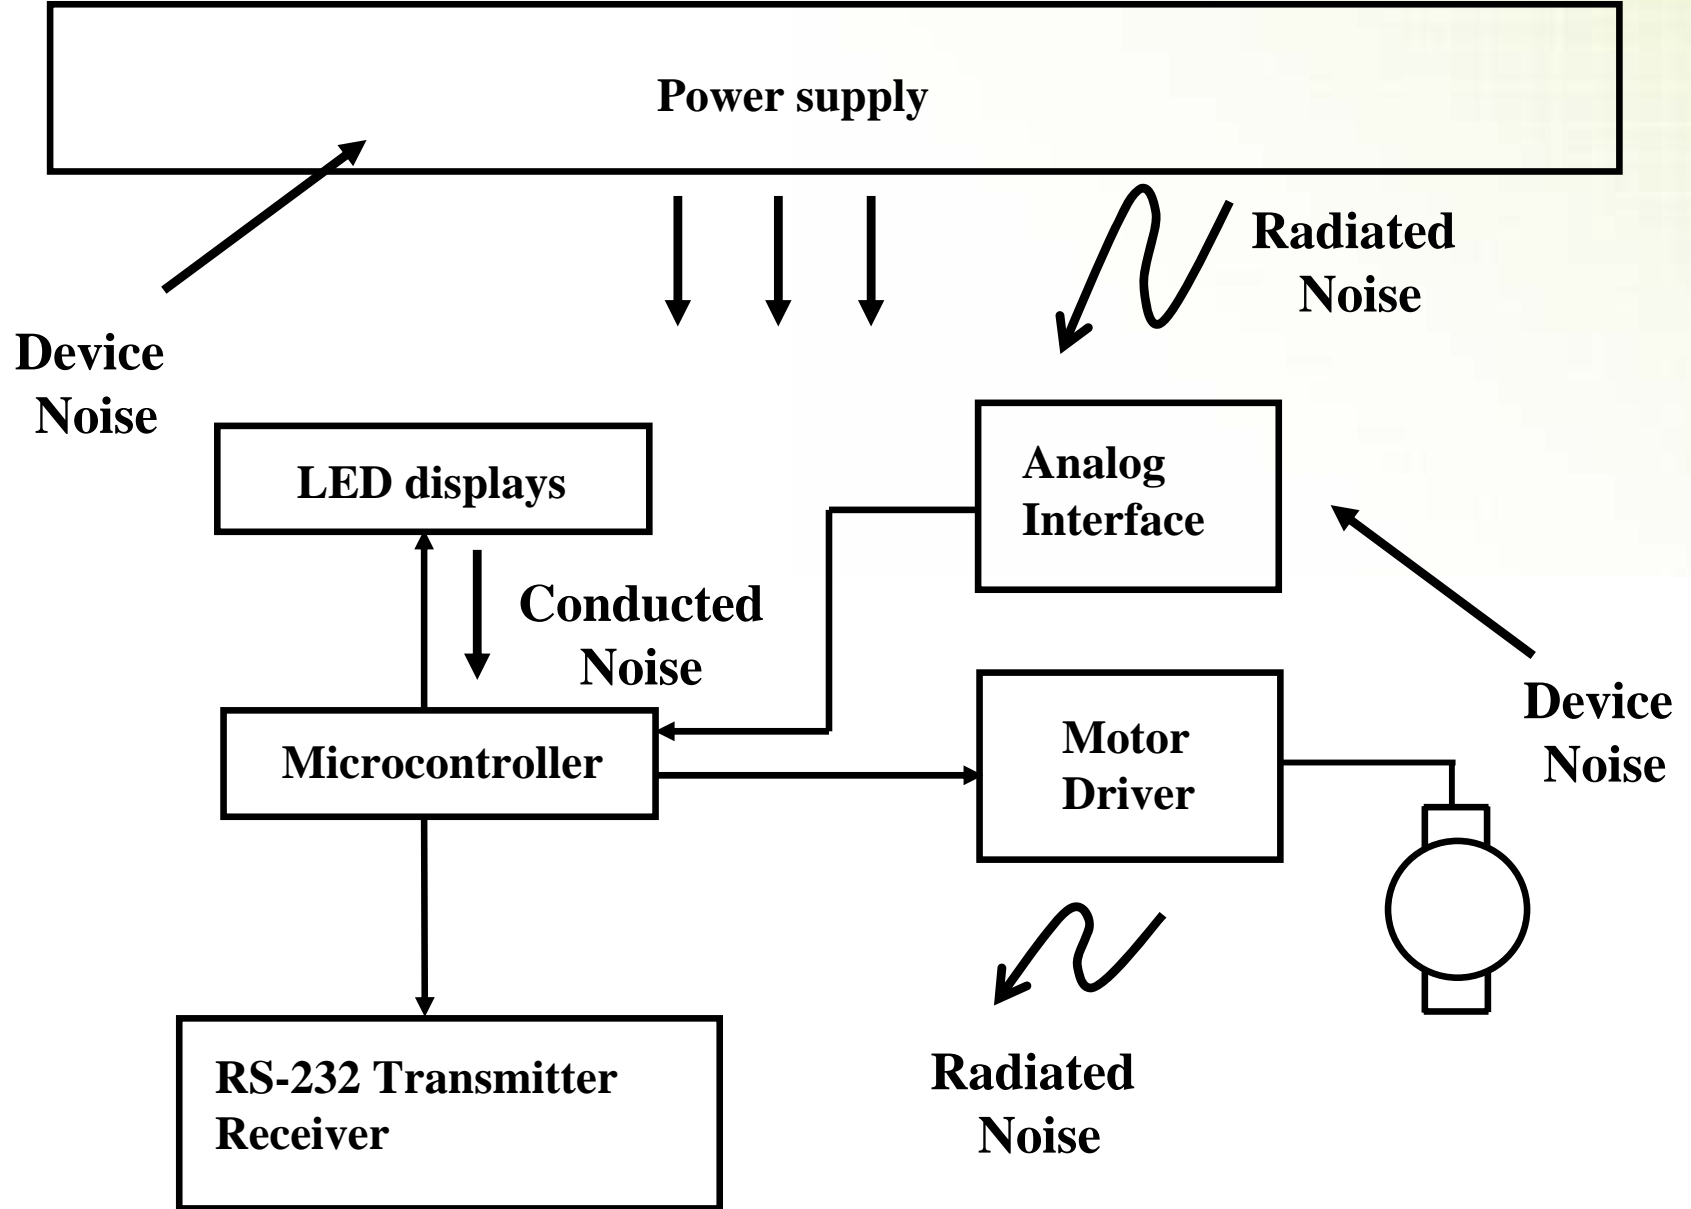 Power supply
Radiated
Noise
Device
Noise
LED displays
Analog
Interface
Conducted
Noise
Device
Noise
Microcontroller
Motor
Driver
RS-232 Transmitter
Receiver
Radiated
Noise